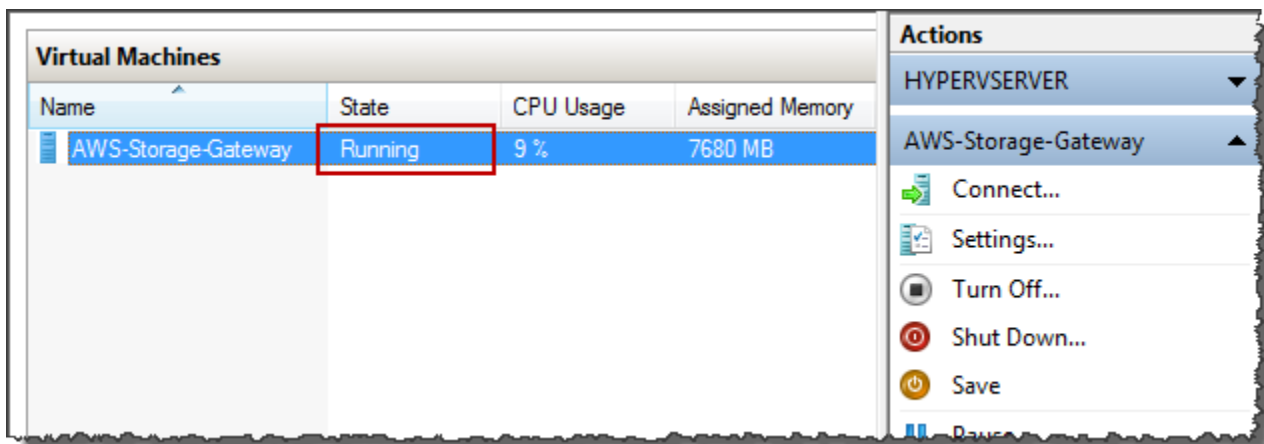 Virtual Machines
Name State CPU Usage Assigned Memory
AWS-Storage-Gateway Running 9 % 7680 MB
Actions
HYPERVSERVER
AWS-Storage-Gateway
Connect...
Settings...
Turn Off...
Shut Down...
Save
Pause